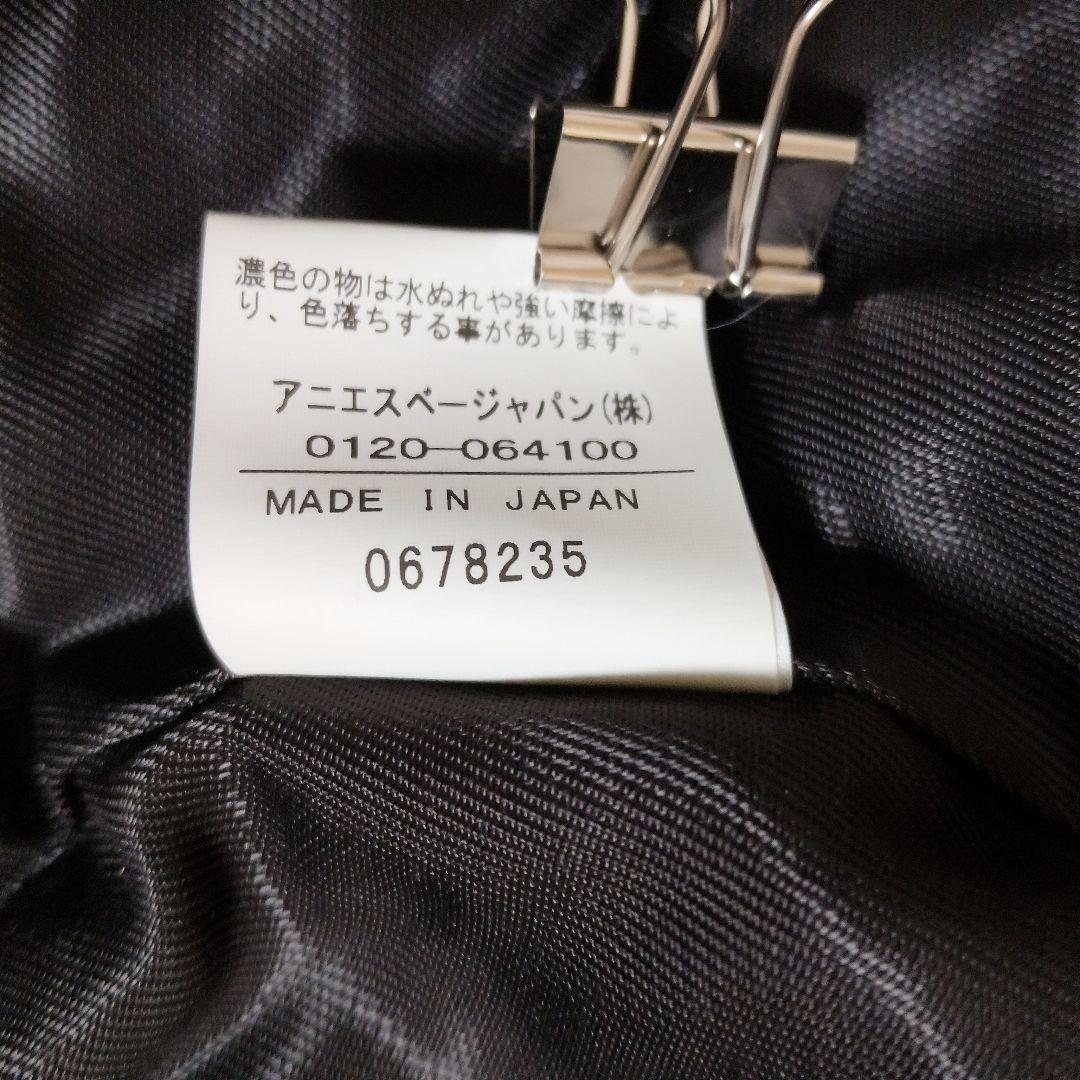 濃色の物は水ぬれや強い摩擦によ
り、色落ちする事があります。
アニエスベージャパン(株)
0120-064100
MADE IN JAPAN
0678235